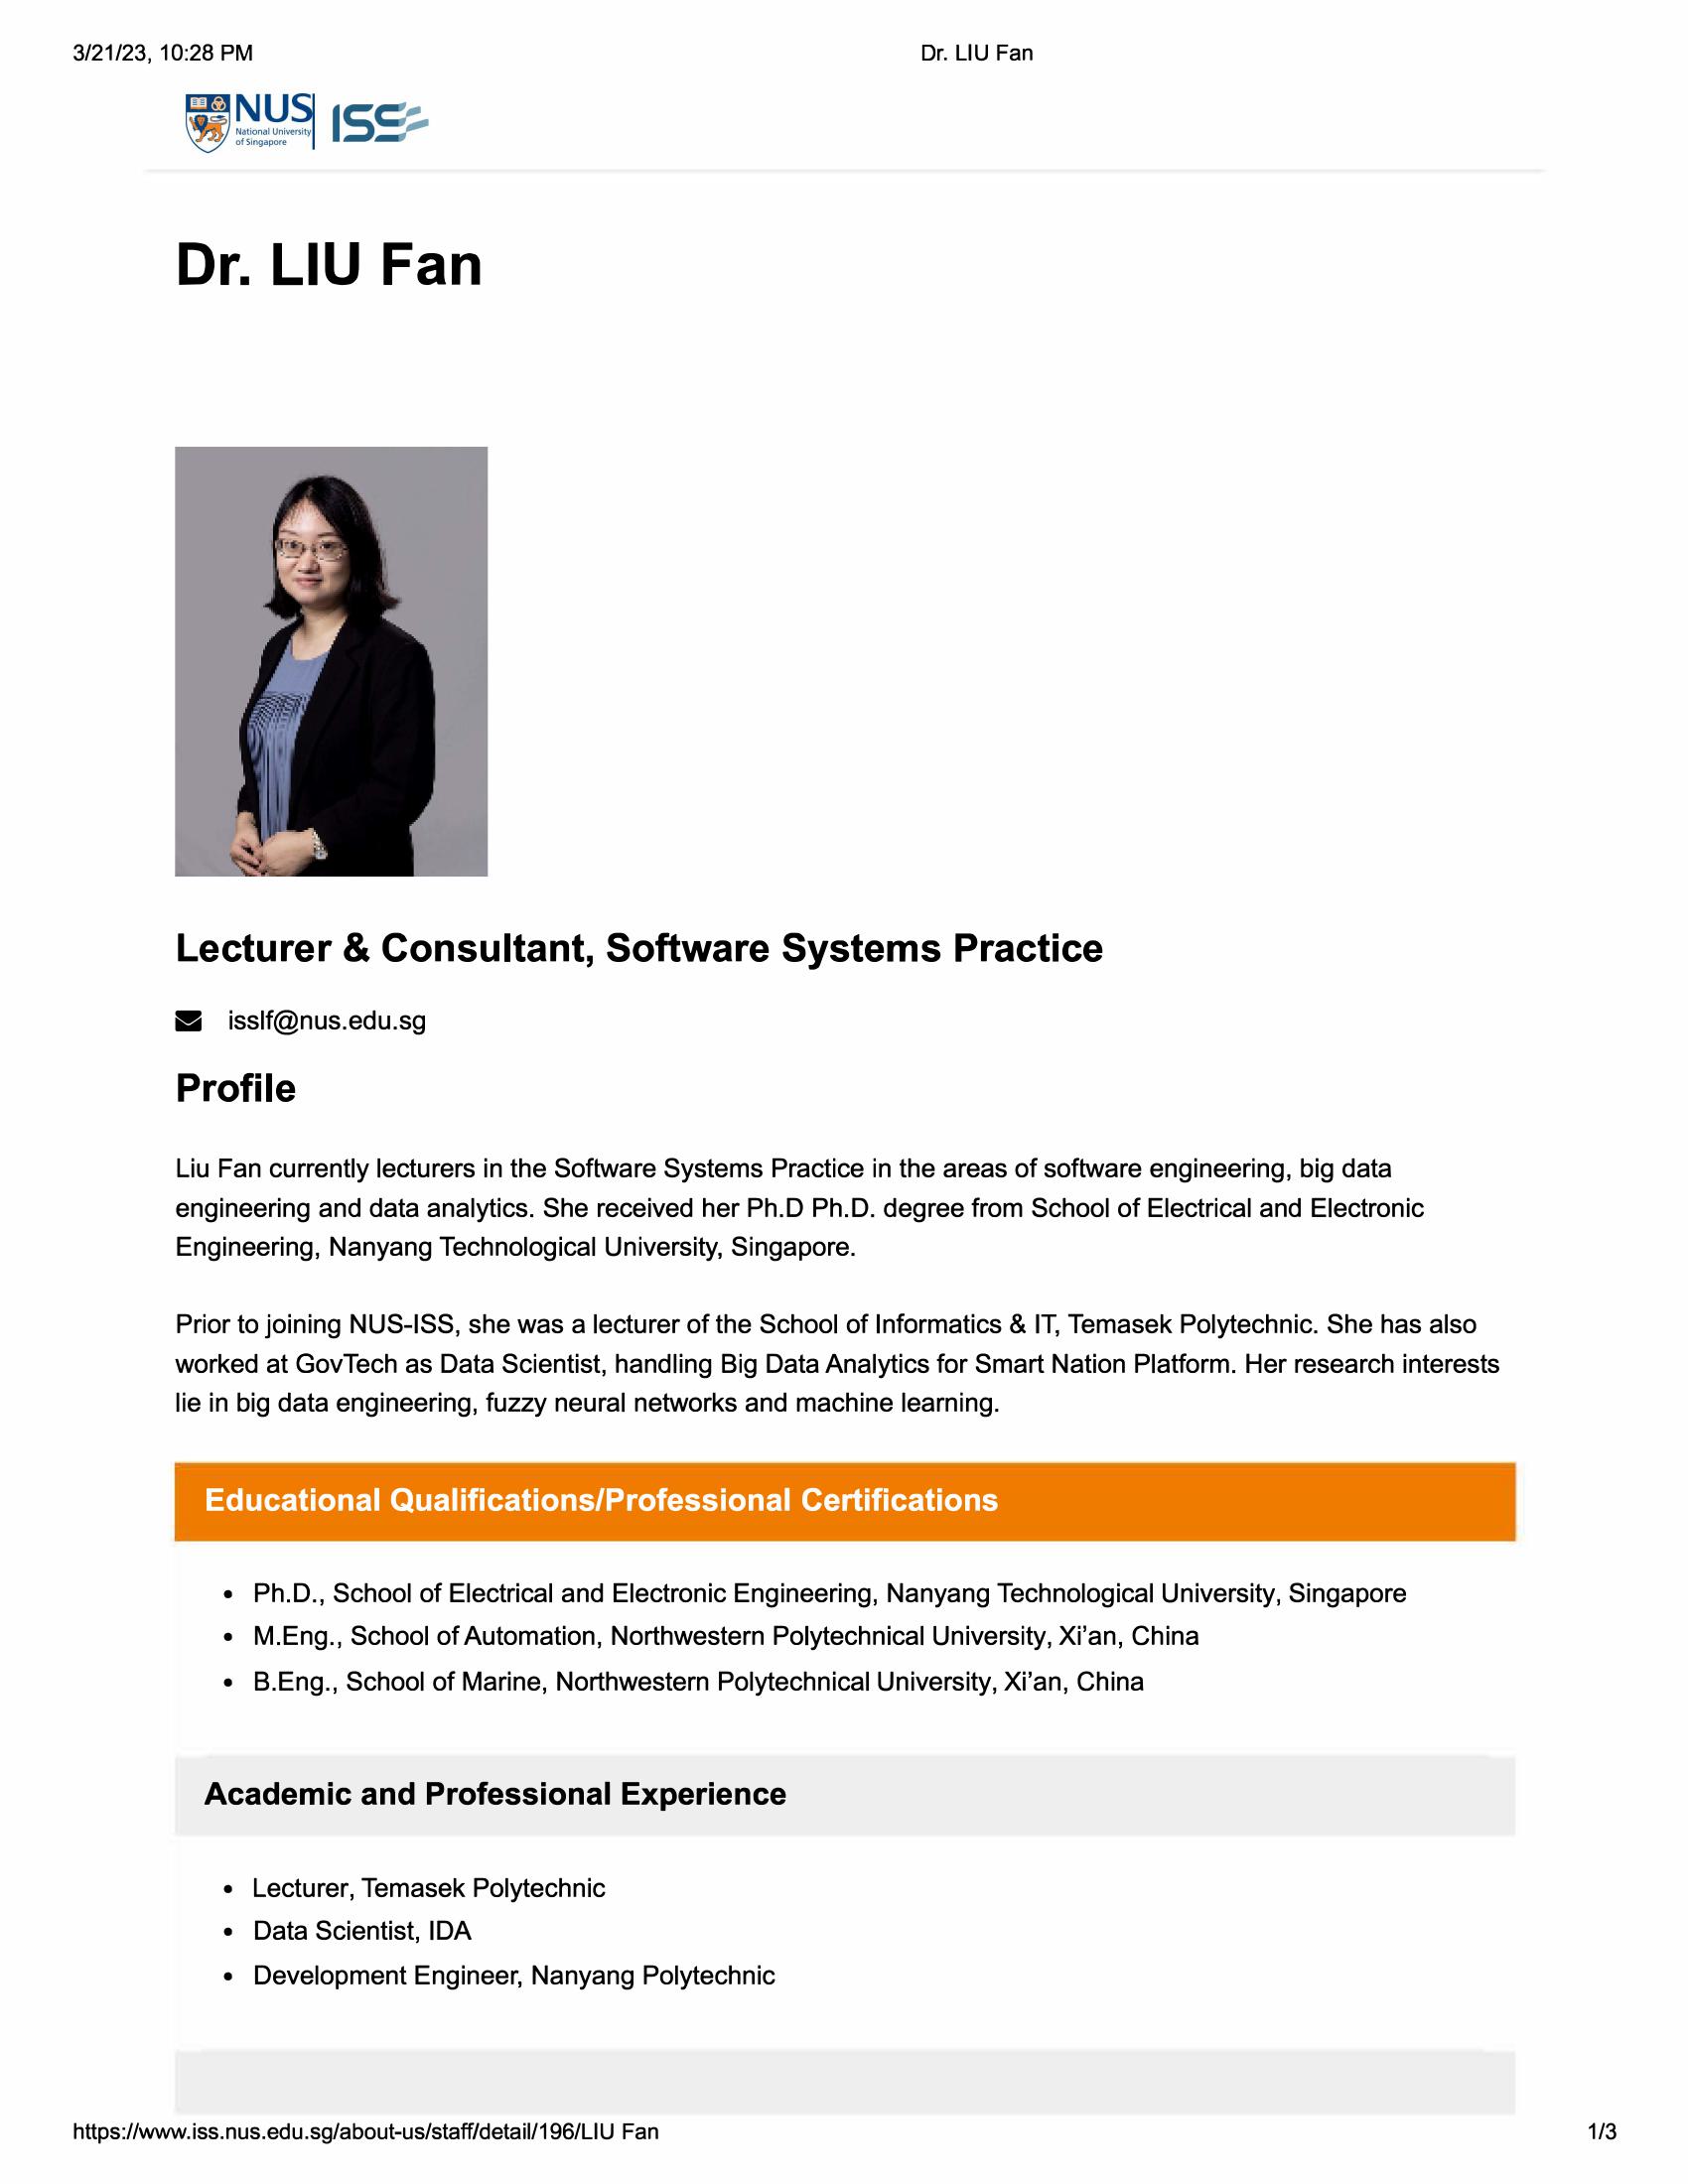 3/21/23, 10:28 PM
Dr. LIU Fan
NUS
National University
of Singapore
ISS
Dr. LIU Fan
Lecturer & Consultant, Software Systems Practice
isslf@nus.edu.sg
Profile
Liu Fan currently lecturers in the Software Systems Practice in the areas of software engineering, big data
engineering and data analytics. She received her Ph.D Ph.D. degree from School of Electrical and Electronic
Engineering, Nanyang Technological University, Singapore.
Prior to joining NUS-ISS, she was a lecturer of the School of Informatics & IT, Temasek Polytechnic. She has also
worked at GovTech as Data Scientist, handling Big Data Analytics for Smart Nation Platform. Her research interests
lie in big data engineering, fuzzy neural networks and machine learning.
Educational Qualifications/Professional Certifications
• Ph.D., School of Electrical and Electronic Engineering, Nanyang Technological University, Singapore
• M.Eng., School of Automation, Northwestern Polytechnical University, Xi’an, China
• B.Eng., School of Marine, Northwestern Polytechnical University, Xi’an, China
Academic and Professional Experience
• Lecturer, Temasek Polytechnic
• Data Scientist, IDA
• Development Engineer, Nanyang Polytechnic
https://www.iss.nus.edu.sg/about-us/staff/detail/196/LIU Fan
1/3